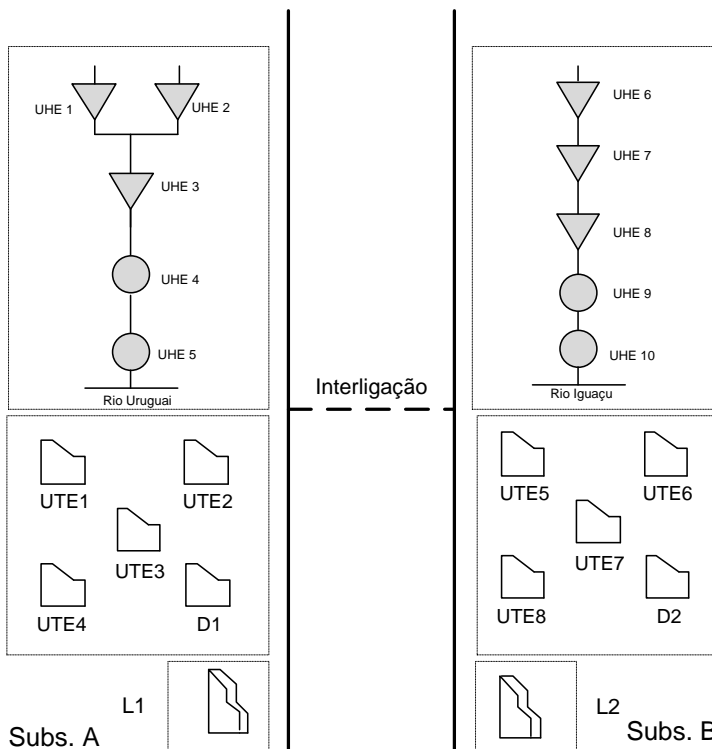 UHE 1
UHE 2
UHE 3
UHE 4
UHE 5
Rio Uruguai
UTE1
UTE2
UTE3
UTE4
D1
L1
Subs. A
Interligação
UHE 6
UHE 7
UHE 8
UHE 9
UHE 10
Rio Iguaçu
UTE5
UTE6
UTE7
UTE8
D2
L2
Subs. B